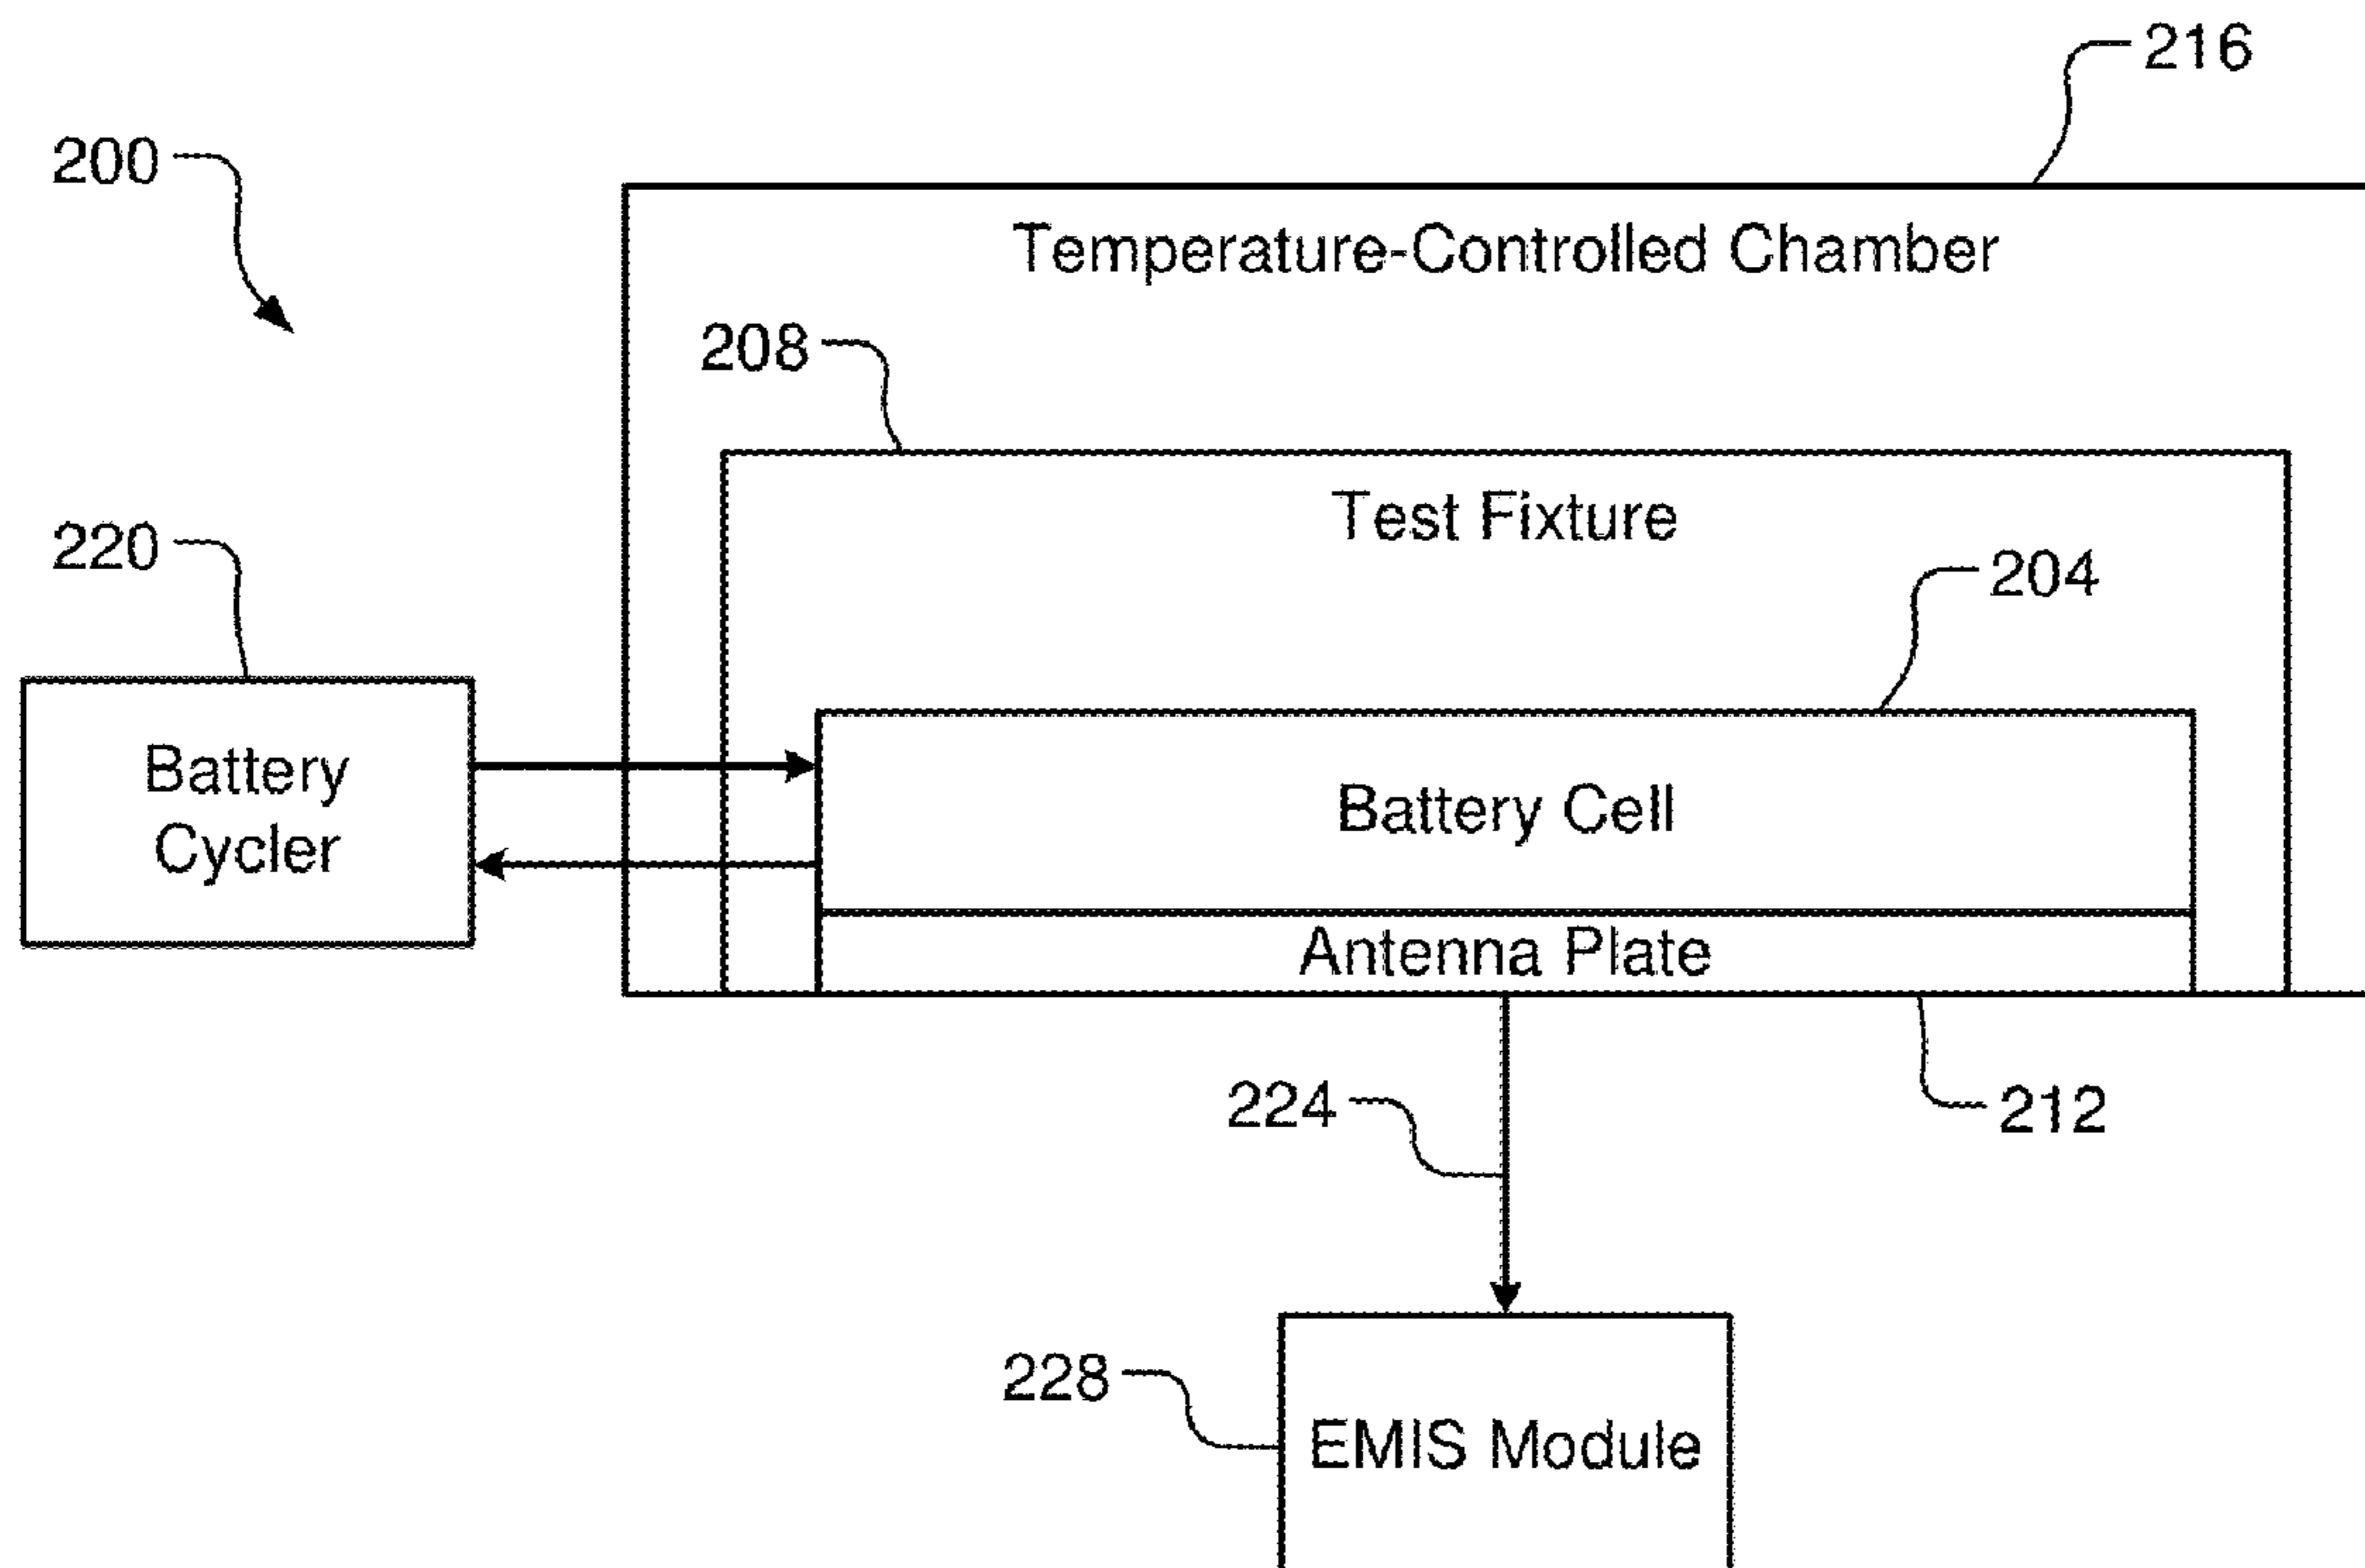 216
200
Temperature-Controlled Chamber
208
Test Fixture
220
204
Battery
Cycler
Battery Cell
Antenna Plate
224
212
228
EMIS Module